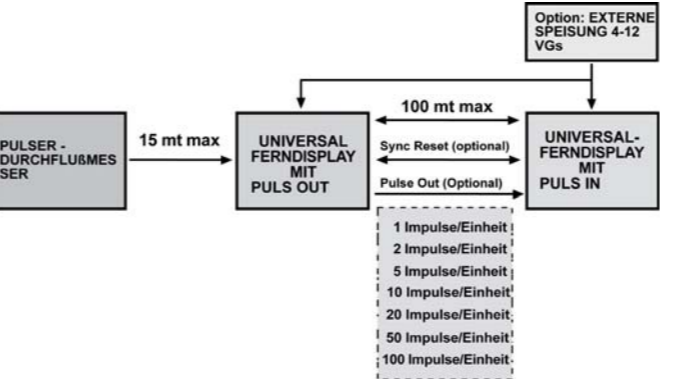 Option: EXTERNE
SPEISUNG 4-12
VGs
PULSER -
DURCHFLUßMES
SER
15 mt max
UNIVERSAL
FERNDISPLAY
MIT
PULS OUT
100 mt max
Sync Reset (optional)
Pulse Out (Optional)
UNIVERSAL-
FERNDISPLAY
MIT
PULS IN
1 Impulse/Einheit
2 Impulse/Einheit
5 Impulse/Einheit
10 Impulse/Einheit
20 Impulse/Einheit
50 Impulse/Einheit
100 Impulse/Einheit